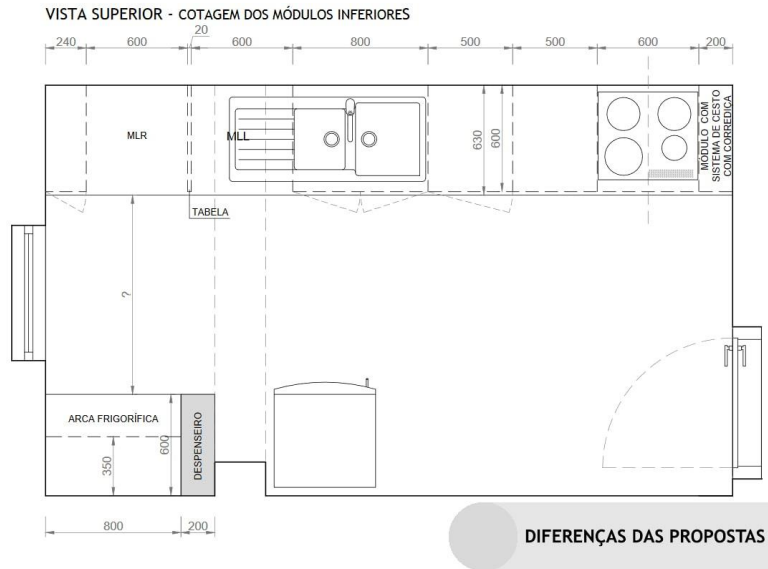 VISTA SUPERIOR - COTAGEM DOS MÓDULOS INFERIORES
20
240 600 600 800 500 500 600 200
MLR
MLL
630
600
MÓDULO COM
SISTEMA DE CESTO
COM CORREDIÇA
TABELA
?
ARCA FRIGORÍFICA
600
DESPENSEIRO
350
800 200
DIFERENÇAS DAS PROPOSTAS